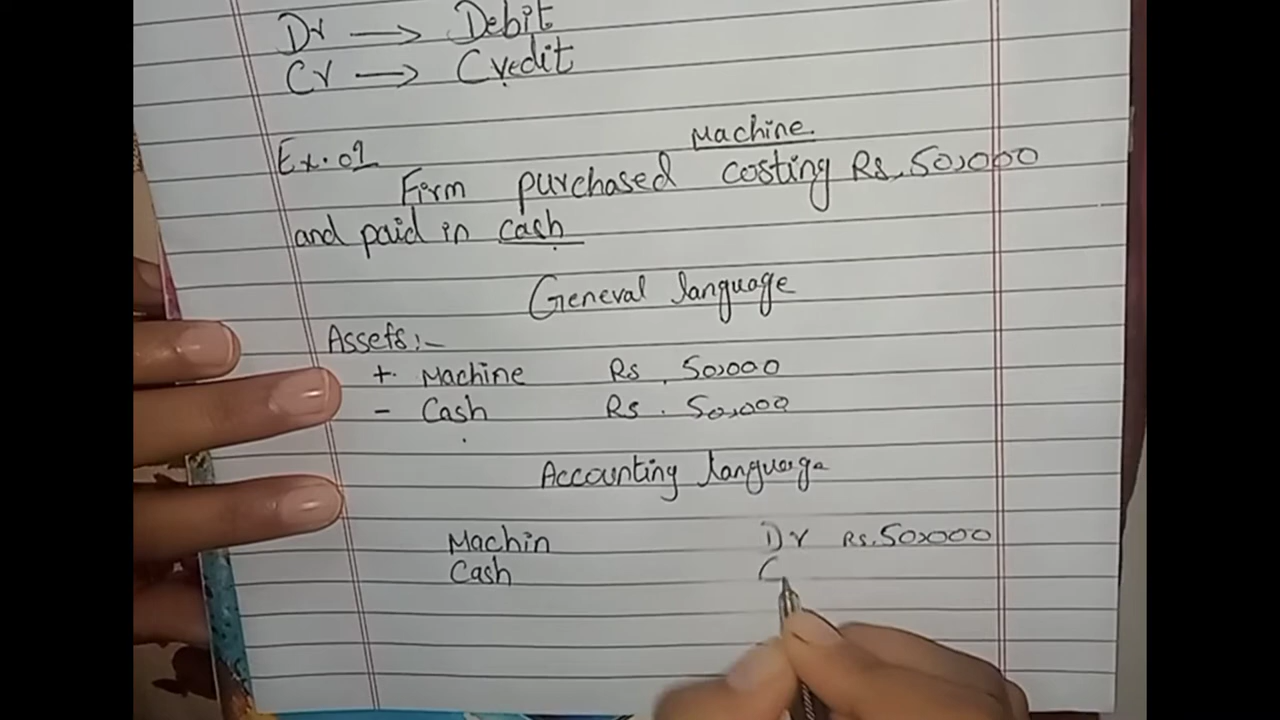 Dr → Debit
Cr → Credit
Machine.
Ex.01
Firm purchased costing Rs.50,000
and paid in cash
General language
Assets:-
+ Machine Rs. 50,000
- Cash Rs. 50,000
Accounting language
Machin Dr Rs.50,000
Cash C